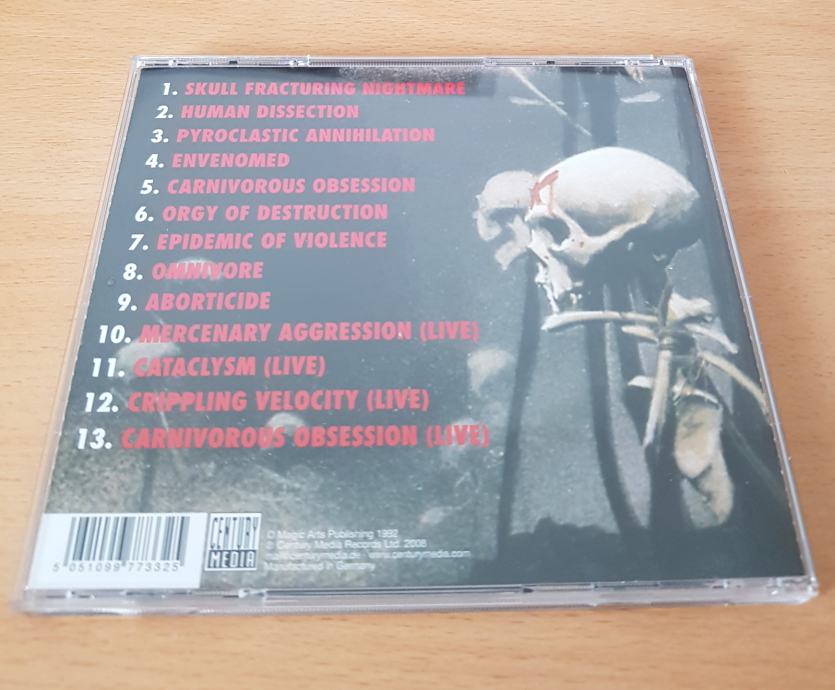 1. SKULL FRACTURING NIGHTMARE
2. HUMAN DISSECTION
3. PYROCLASTIC ANNIHILATION
4. ENVENOMED
5. CARNIVOROUS OBSESSION
6. ORGY OF DESTRUCTION
7. EPIDEMIC OF VIOLENCE
8. OMNIVORE
9. ABORTICIDE
10. MERCENARY AGGRESSION (LIVE)
11. CATACLYSM (LIVE)
12. CRIPPLING VELOCITY (LIVE)
13. CARNIVOROUS OBSESSION (LIVE)
5 051099 773325
CENTURY
MEDIA
© Magic Arts Publishing 1992
℗ Century Media Records Ltd. 2008
mail@centurymedia.de · www.centurymedia.com
Manufactured in Germany